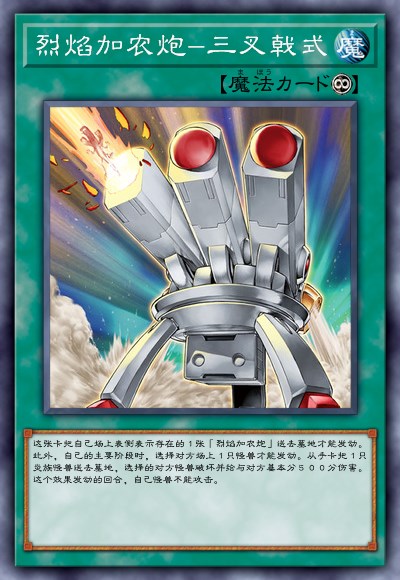 烈焰加农炮-三叉戟式 魔
【魔法カード】
这张卡把自己场上表侧表示存在的1张「烈焰加农炮」送去墓地才能发动。
此外，自己的主要阶段时，选择对方场上1只怪兽才能发动。从手卡把1只
炎族怪兽送去墓地，选择的对方怪兽破坏并给与对方基本分500分伤害。
这个效果发动的回合，自己怪兽不能攻击。